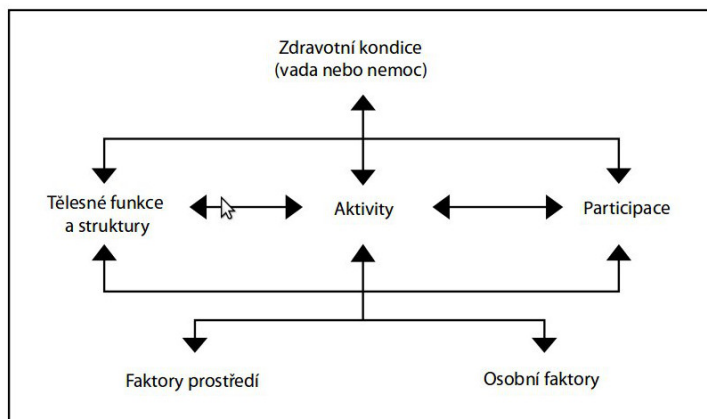 Zdravotní kondice
(vada nebo nemoc)
Tělesné funkce
a struktury
Aktivity
Participace
Faktory prostředí
Osobní faktory